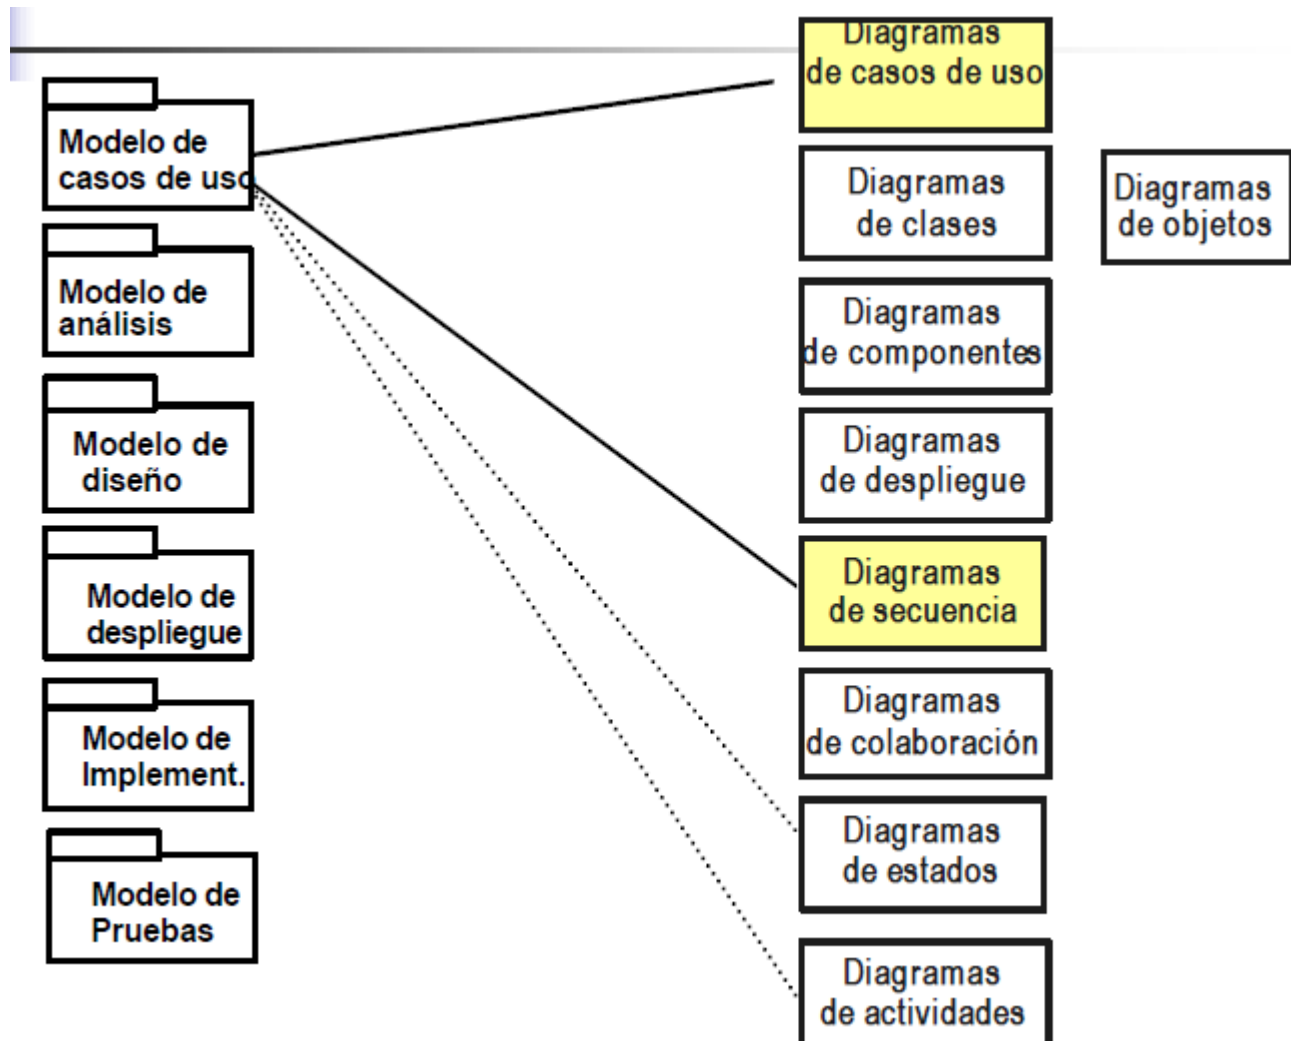 Modelo de
casos de uso
Modelo de
análisis
Modelo de
diseño
Modelo de
despliegue
Modelo de
Implement.
Modelo de
Pruebas
Diagramas
de casos de uso
Diagramas
de clases
Diagramas
de objetos
Diagramas
de componentes
Diagramas
de despliegue
Diagramas
de secuencia
Diagramas
de colaboración
Diagramas
de estados
Diagramas
de actividades